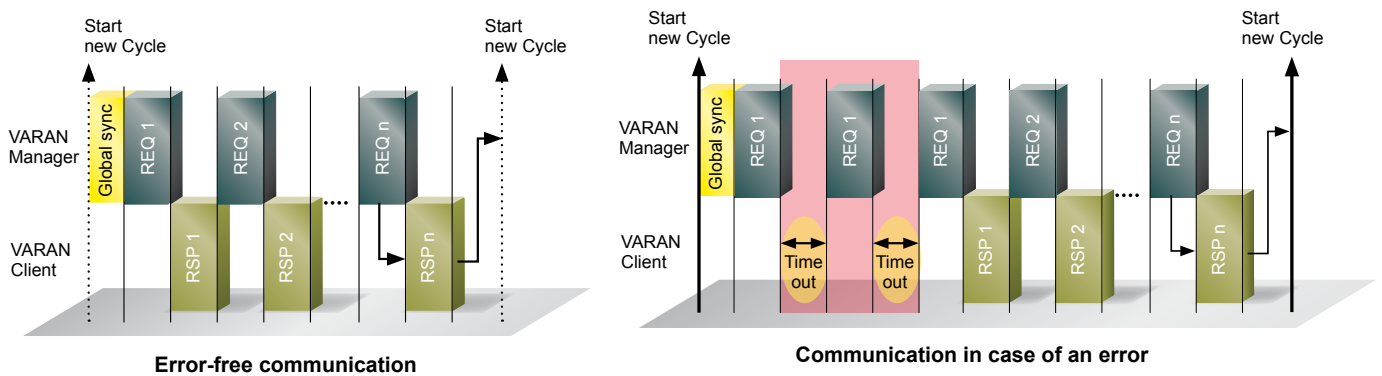 Start
new Cycle
Start
new Cycle
VARAN
Manager
Global sync
REQ 1
REQ 2
REQ n
....
VARAN
Client
RSP 1
RSP 2
RSP n
Error-free communication
Start
new Cycle
Start
new Cycle
VARAN
Manager
Global sync
REQ 1
REQ 1
REQ 1
REQ 2
REQ n
....
VARAN
Client
Time
out
Time
out
RSP 1
RSP 2
RSP n
Communication in case of an error